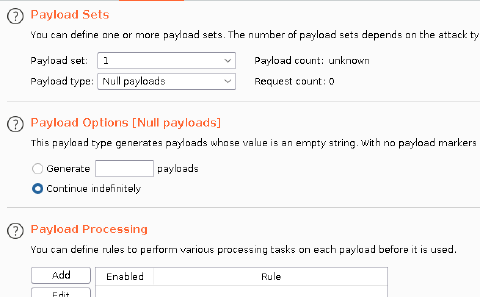 Payload Sets
You can define one or more payload sets. The number of payload sets depends on the attack ty
Payload set: 1 Payload count: unknown
Payload type: Null payloads Request count: 0
Payload Options [Null payloads]
This payload type generates payloads whose value is an empty string. With no payload markers
Generate payloads
Continue indefinitely
Payload Processing
You can define rules to perform various processing tasks on each payload before it is used.
Add Enabled Rule
Edit